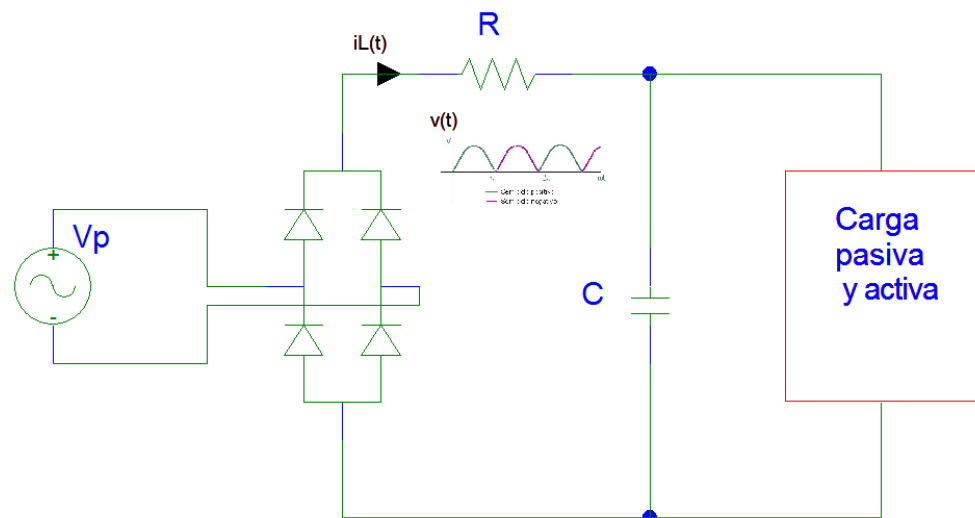 R
iL(t)
v(t)
Vp
+
-
C
Carga
pasiva
y activa